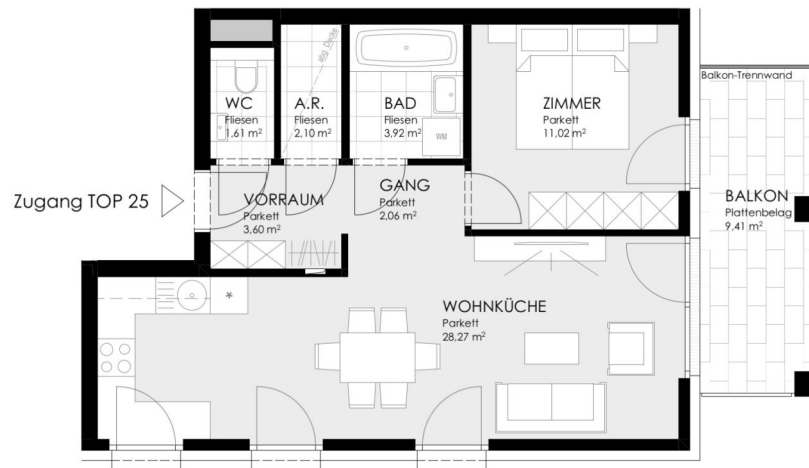 WC
Fliesen
1,61 m²
A.R.
Fliesen
2,10 m²
abg. Decke
BAD
Fliesen
3,92 m²
WM
ZIMMER
Parkett
11,02 m²
Balkon-Trennwand
Zugang TOP 25
VORRAUM
Parkett
3,60 m²
GANG
Parkett
2,06 m²
BALKON
Plattenbelag
9,41 m²
WOHNKÜCHE
Parkett
28,27 m²
*